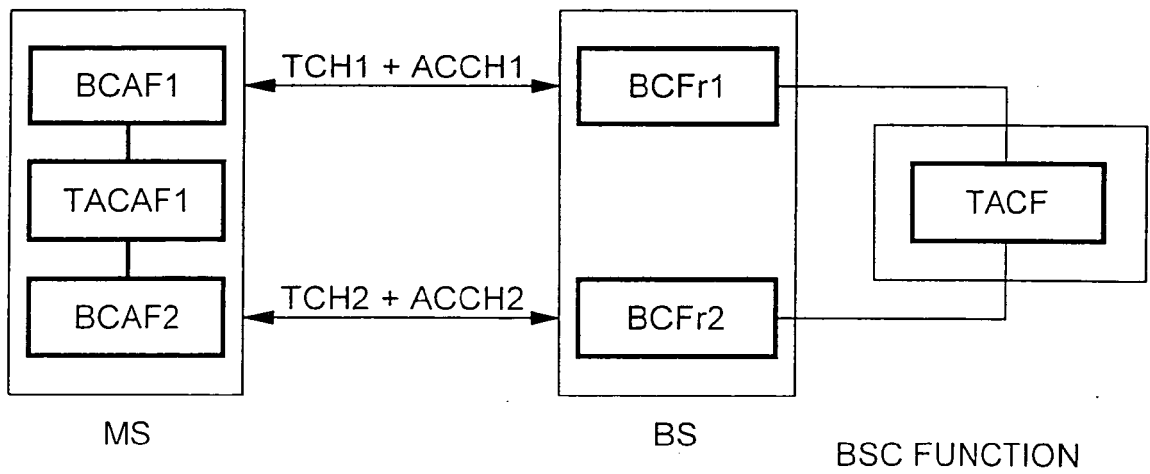 BCAF1
TCH1 + ACCH1
BCFr1
TACAF1
TACF
BCAF2
TCH2 + ACCH2
BCFr2
MS
BS
BSC FUNCTION